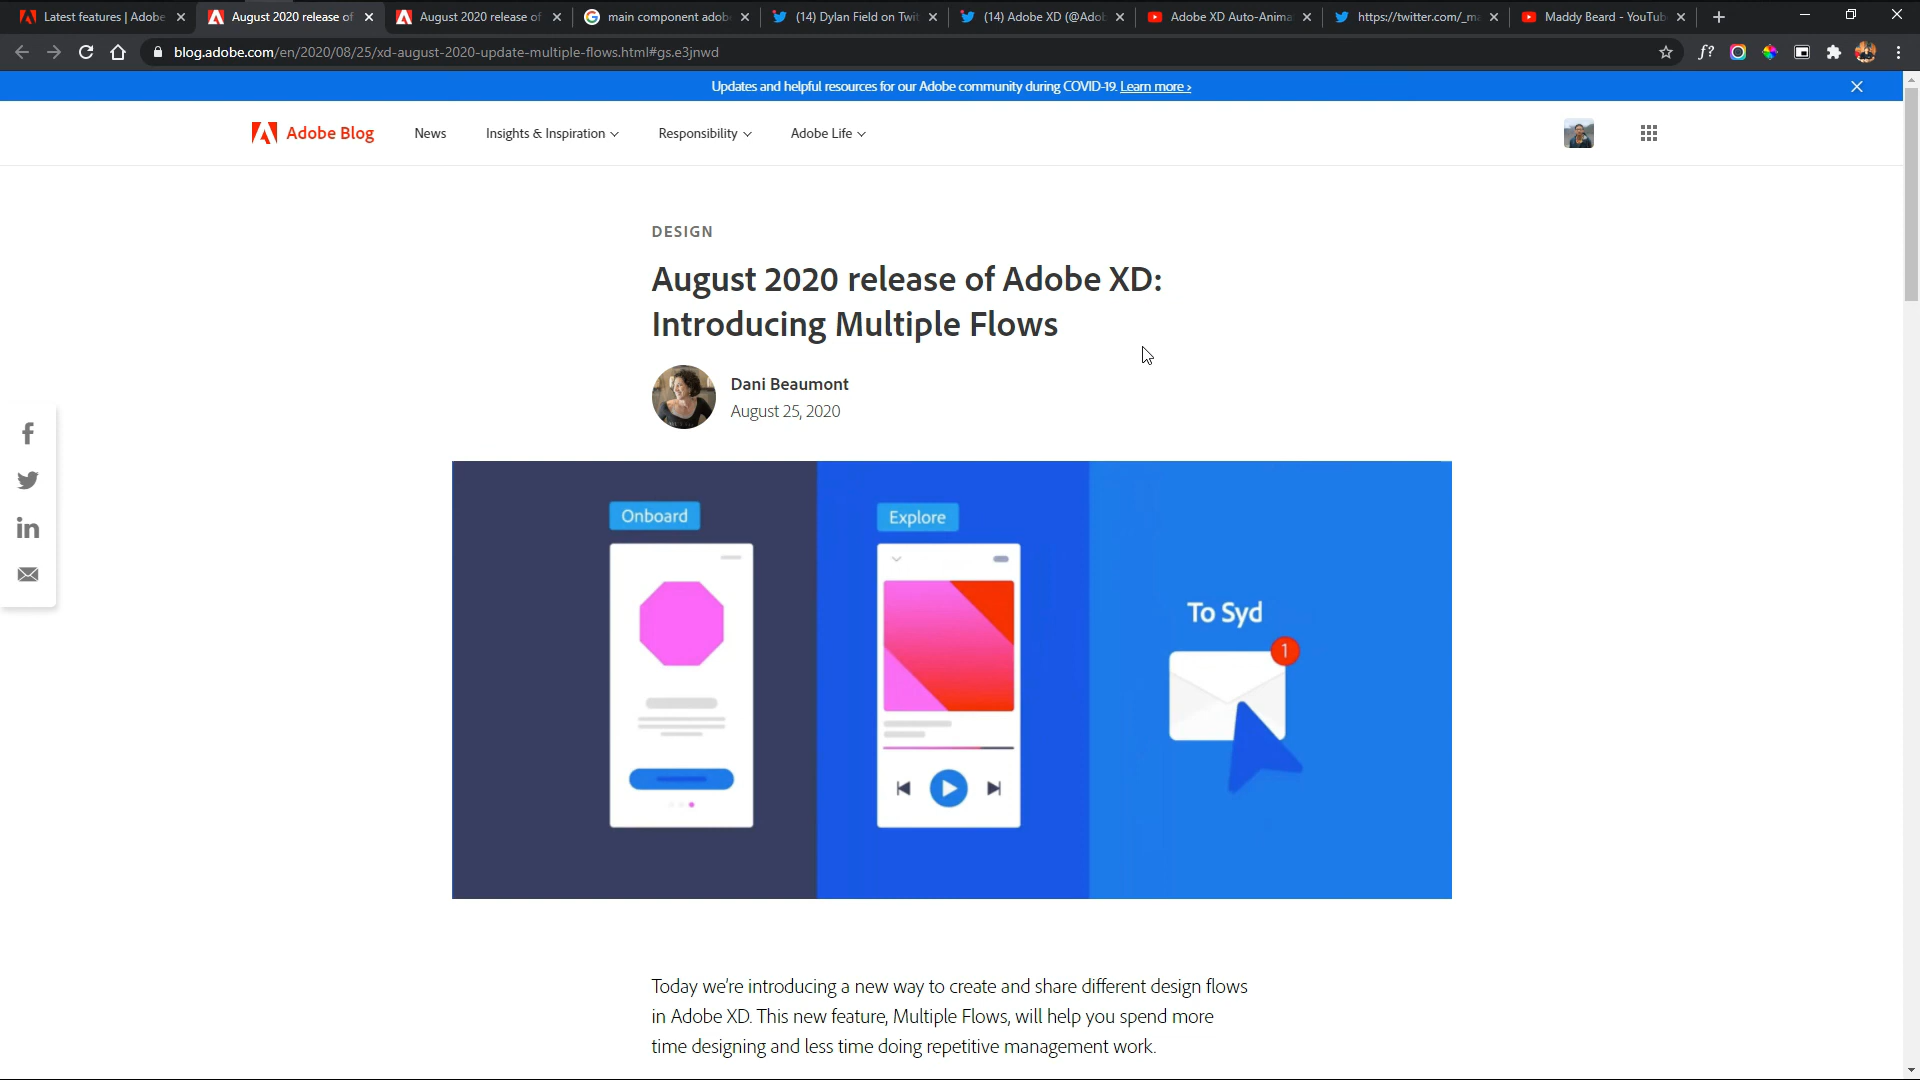 Latest features | Adobe
August 2020 release of
August 2020 release of
main component adob
(14) Dylan Field on Twit
(14) Adobe XD (@Adob
Adobe XD Auto-Anima
https://twitter.com/_m
Maddy Beard - YouTub
blog.adobe.com/en/2020/08/25/xd-august-2020-update-multiple-flows.html#gs.e3jnwd
f?
Updates and helpful resources for our Adobe community during COVID-19. Learn more >
Adobe Blog
News
Insights & Inspiration
Responsibility
Adobe Life
DESIGN
August 2020 release of Adobe XD:
Introducing Multiple Flows
Dani Beaumont
August 25, 2020
Onboard
Explore
To Syd
1
Today we're introducing a new way to create and share different design flows
in Adobe XD. This new feature, Multiple Flows, will help you spend more
time designing and less time doing repetitive management work.